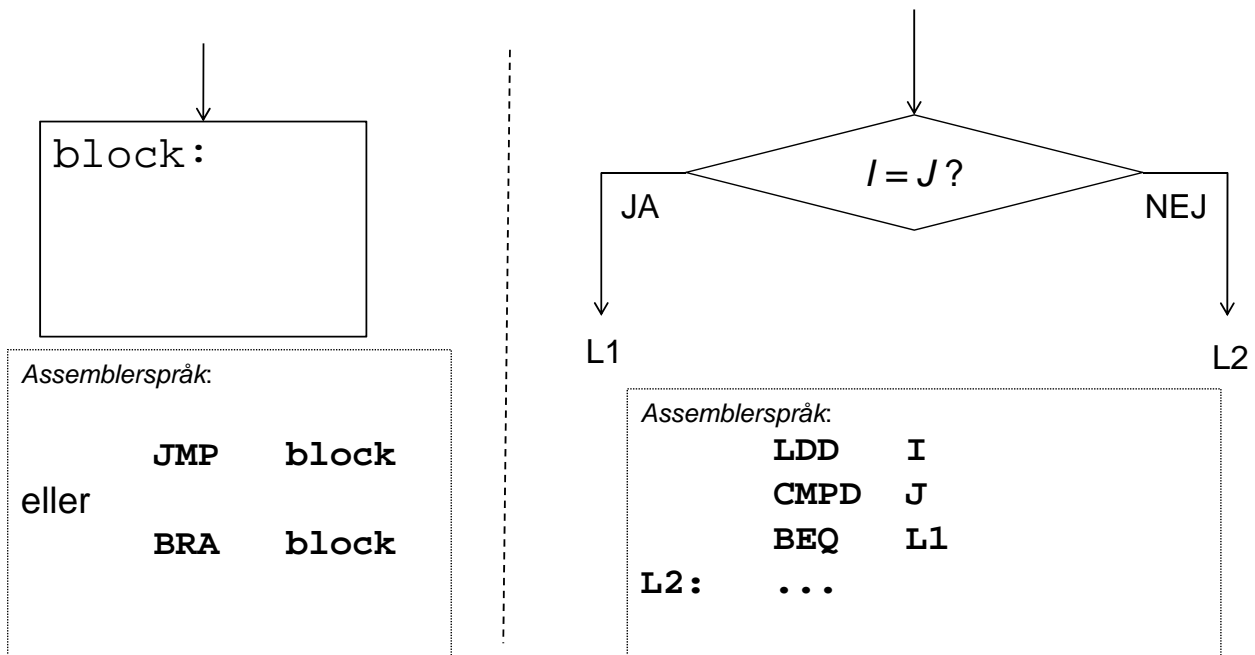 block:
Assemblerspråk:
JMP block
eller
BRA block
I = J ?
JA
NEJ
L1
L2
Assemblerspråk:
LDD I
CMPD J
BEQ L1
L2: ...